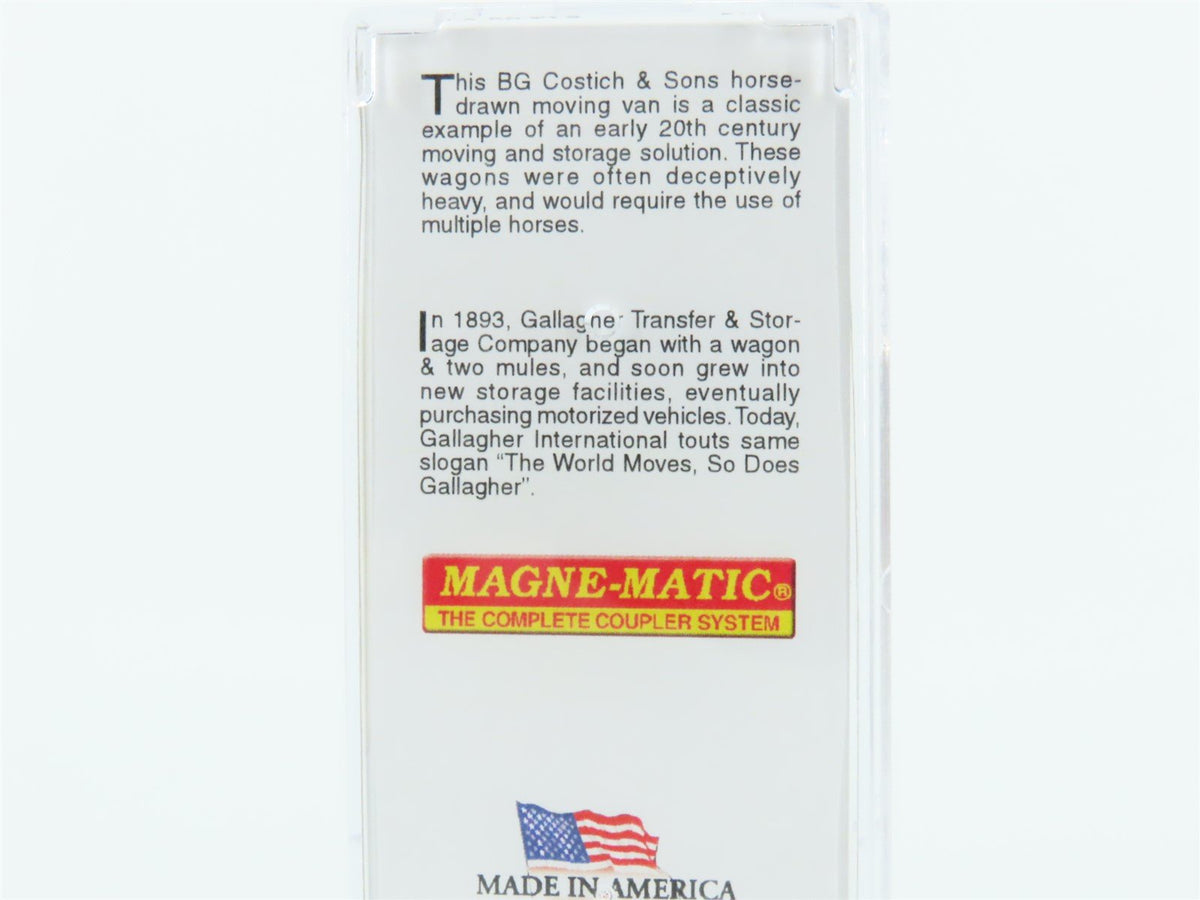 This BG Costich & Sons horse-
drawn moving van is a classic
example of an early 20th century
moving and storage solution. These
wagons were often deceptively
heavy, and would require the use of
multiple horses.
In 1893, Gallagher Transfer & Stor-
age Company began with a wagon
& two mules, and soon grew into
new storage facilities, eventually
purchasing motorized vehicles. Today,
Gallagher International touts same
slogan “The World Moves, So Does
Gallagher”.
MAGNE-MATIC®
THE COMPLETE COUPLER SYSTEM
MADE IN AMERICA